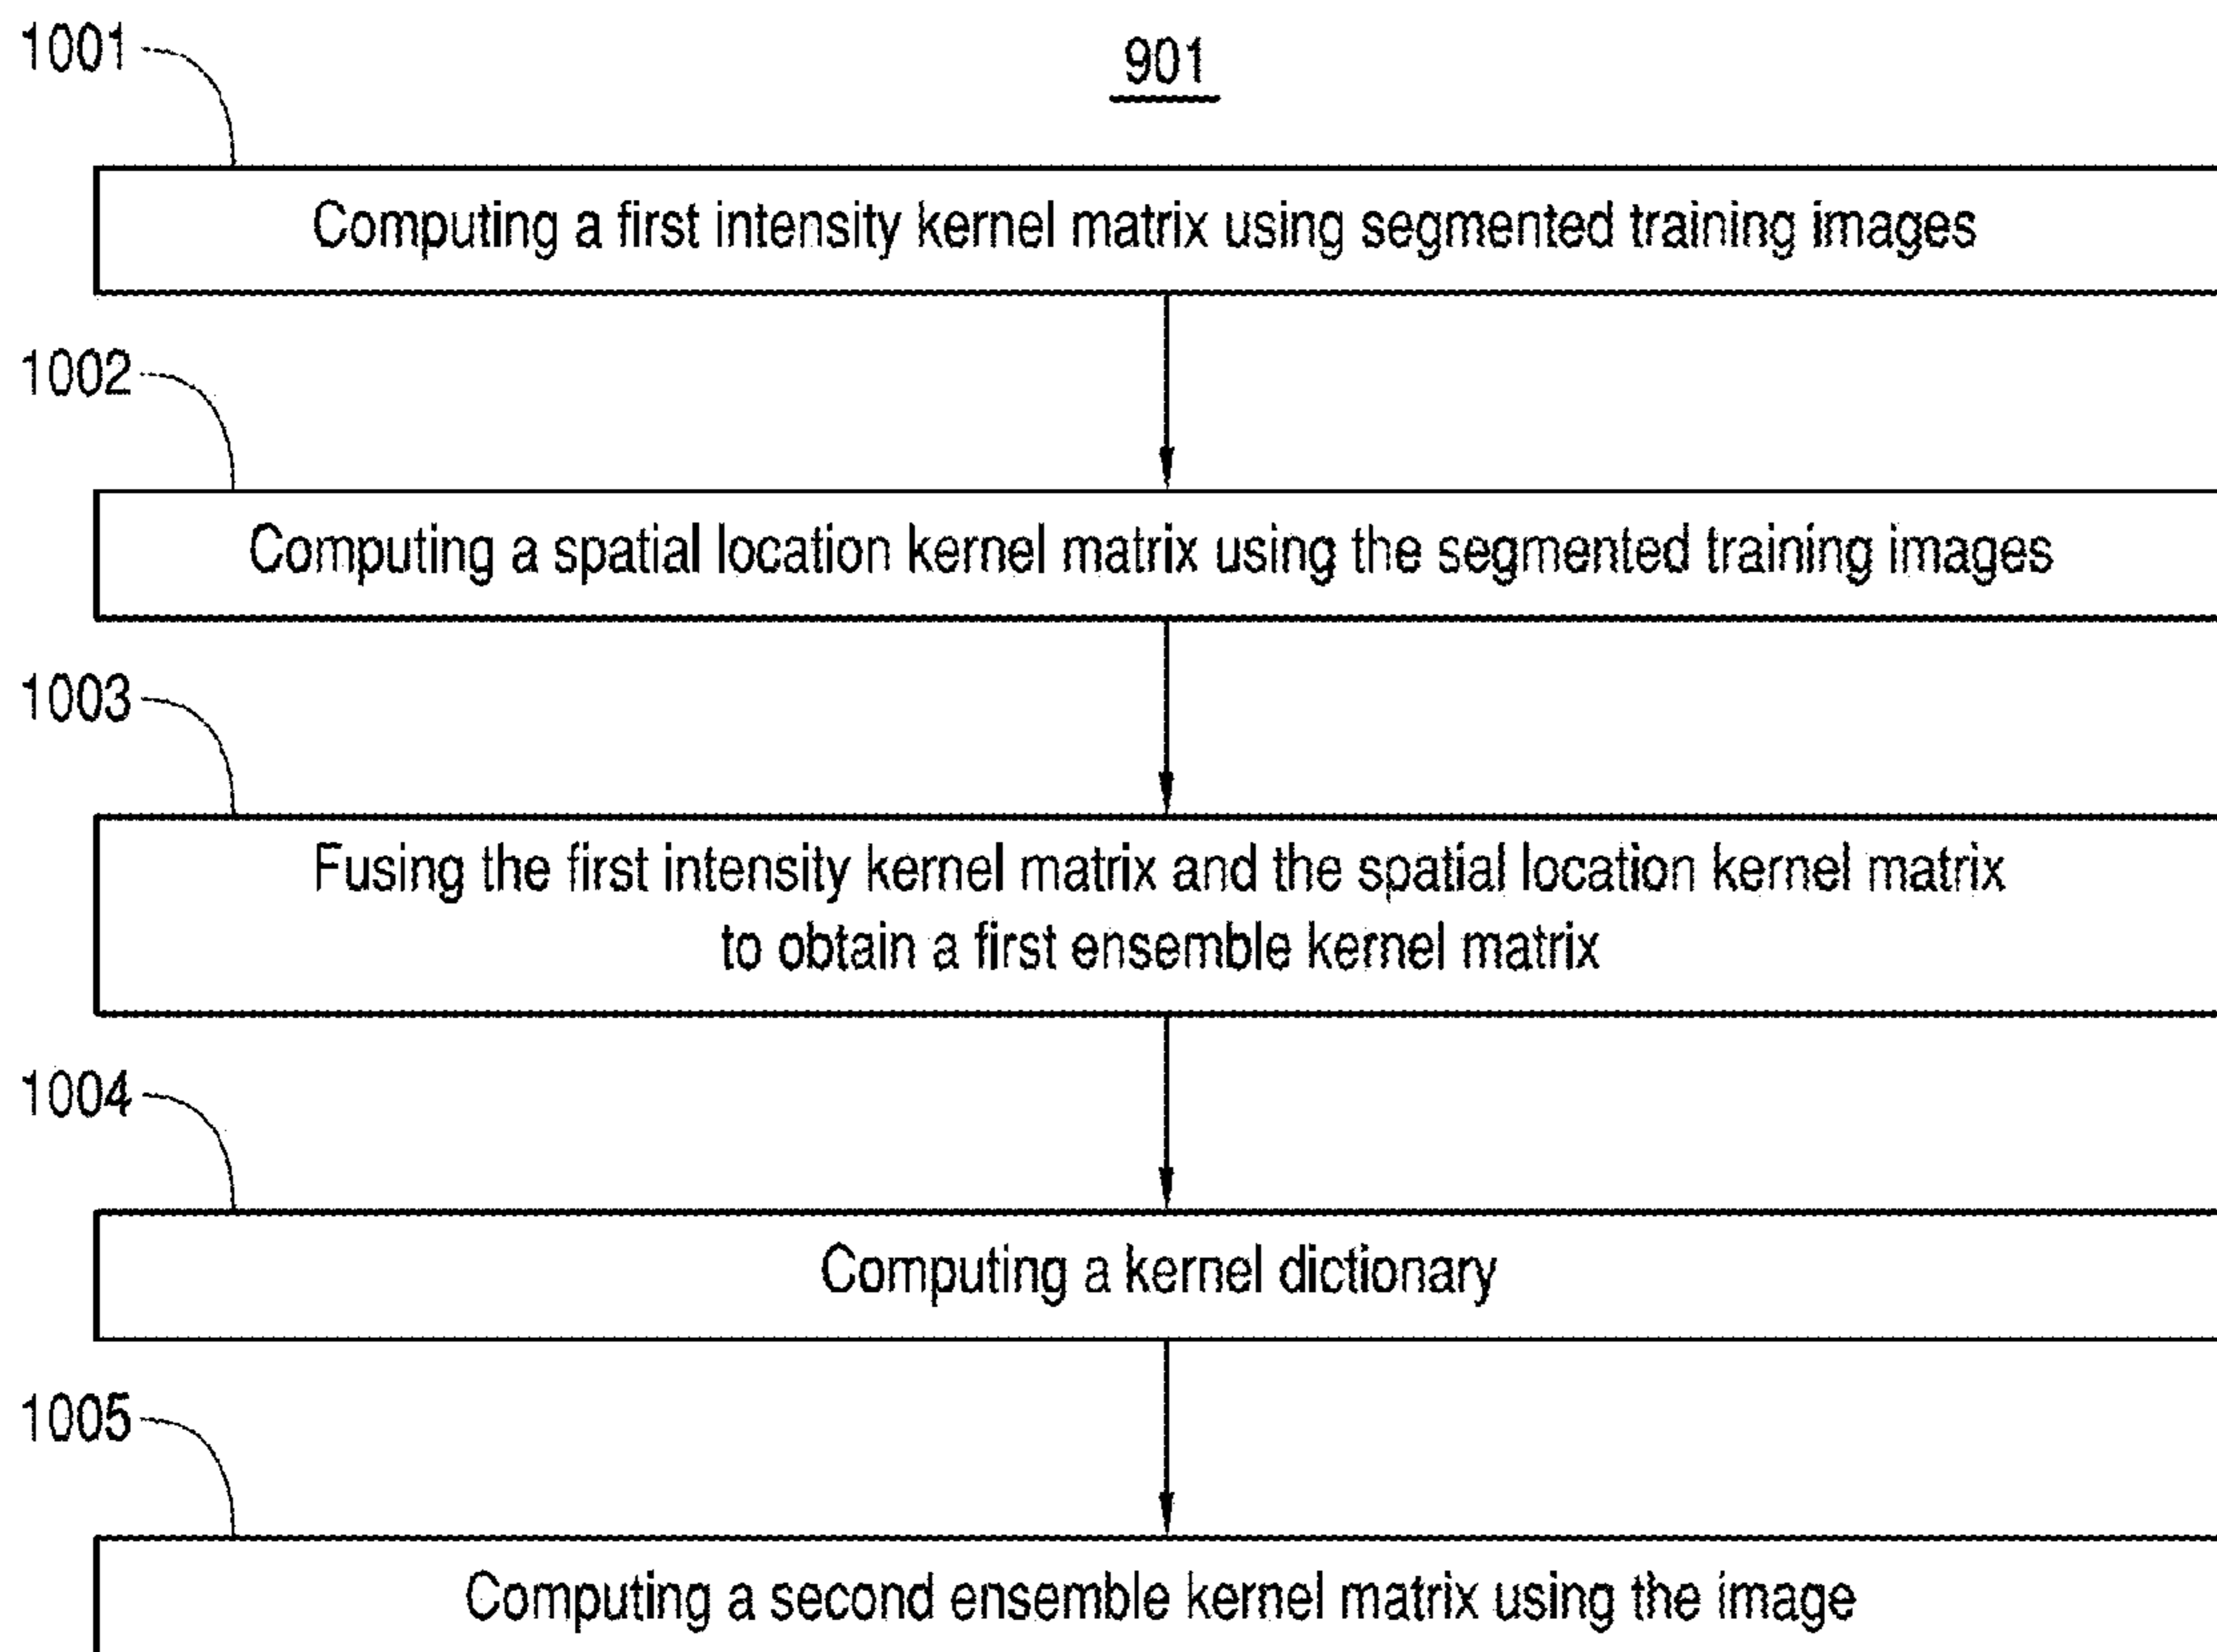 1001
901
Computing a first intensity kernel matrix using segmented training images
1002
Computing a spatial location kernel matrix using the segmented training images
1003
Fusing the first intensity kernel matrix and the spatial location kernel matrix
to obtain a first ensemble kernel matrix
1004
Computing a kernel dictionary
1005
Computing a second ensemble kernel matrix using the image